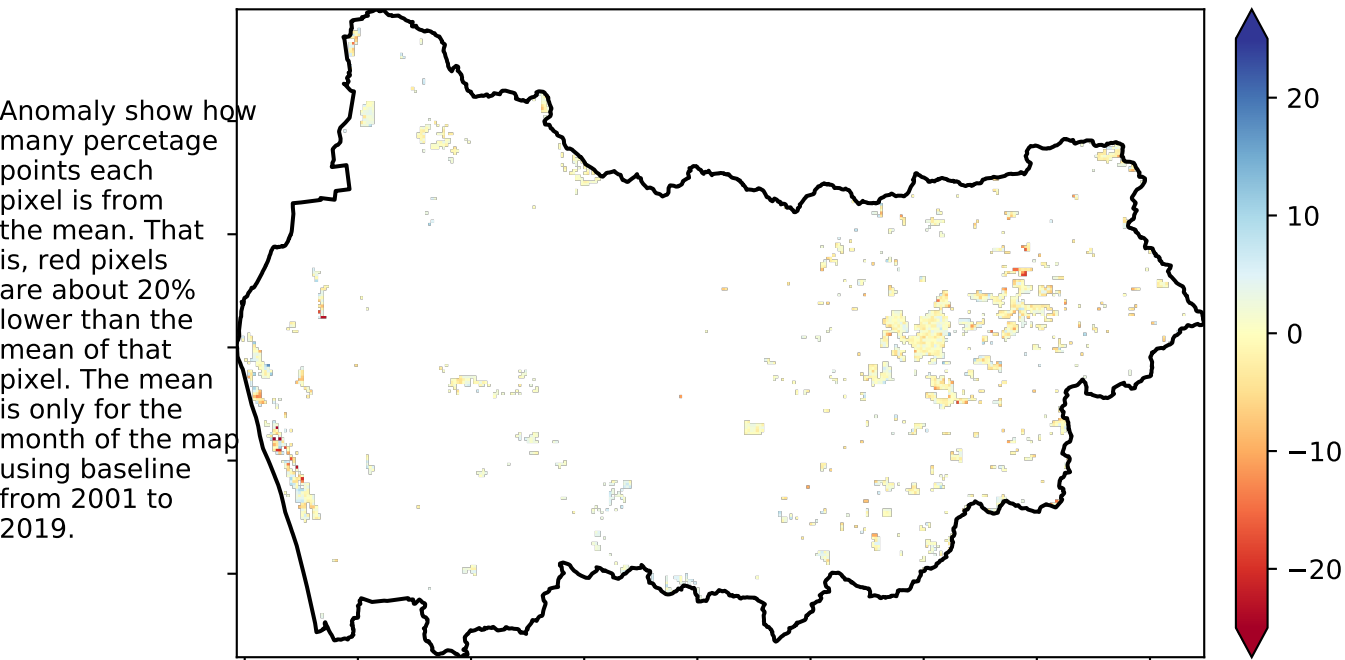 Anomaly show how
many percetage
points each
pixel is from
the mean. That
is, red pixels
are about 20%
lower than the
mean of that
pixel. The mean
is only for the
month of the map
using baseline
from 2001 to
2019.
20
10
0
−10
−20